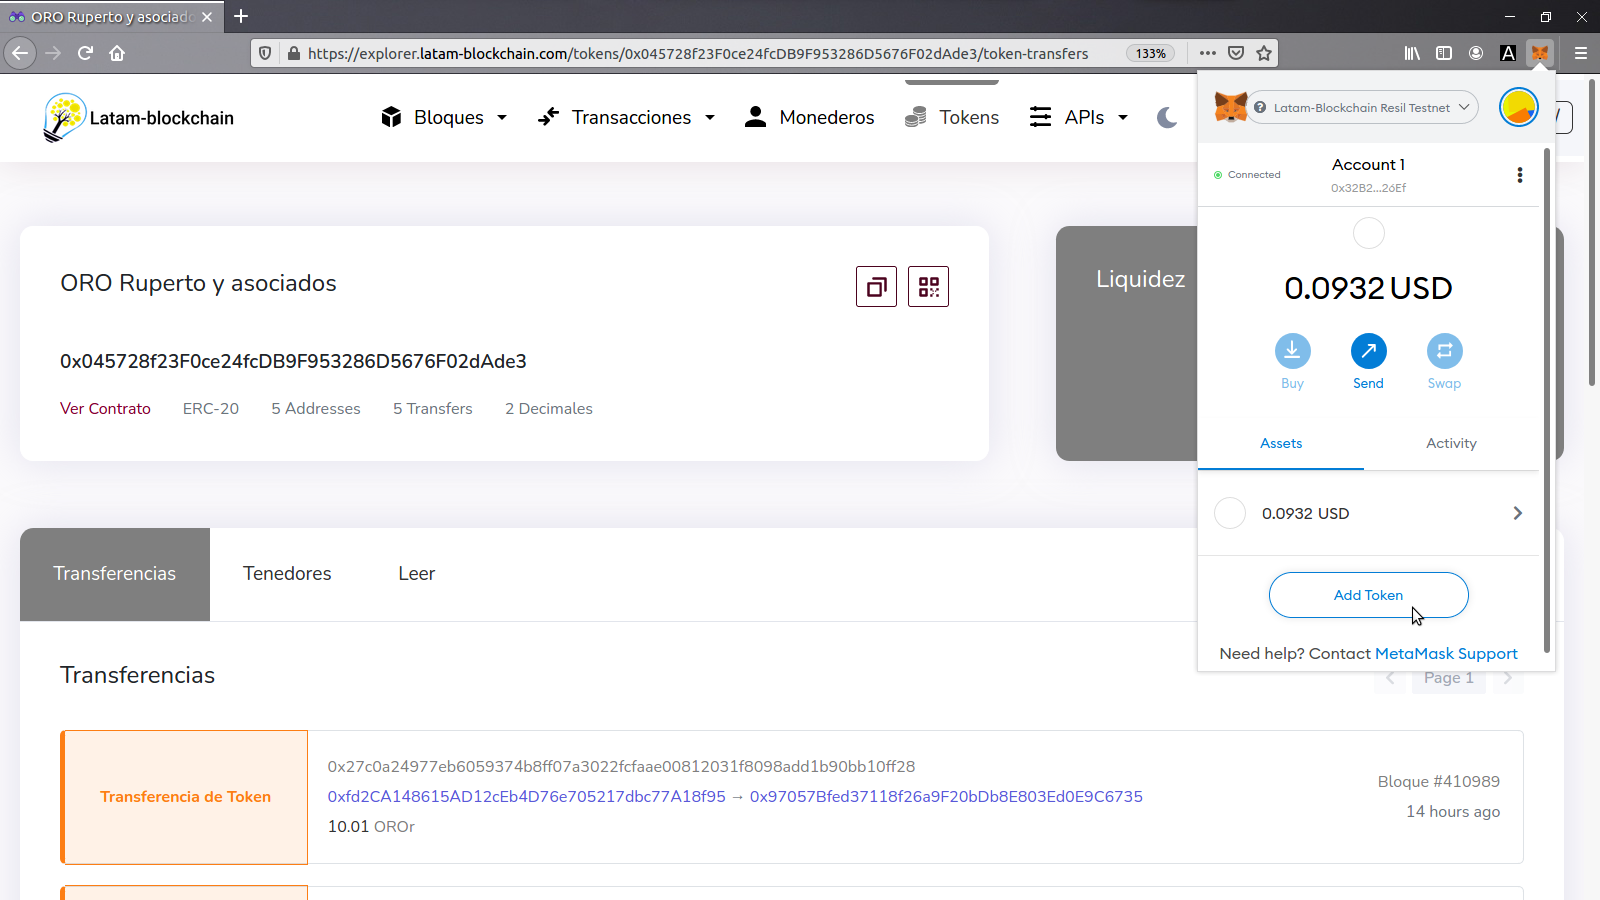 ORO Ruperto y asociado
https://explorer.latam-blockchain.com/tokens/0x045728f23F0ce24fcDB9F953286D5676F02dAde3/token-transfers
133%
Latam-blockchain
Bloques
Transacciones
Monederos
Tokens
APIs
Latam-Blockchain Resil Testnet
Connected
Account 1
0x32B2...26Ef
0.0932 USD
Buy
Send
Swap
Assets
Activity
0.0932 USD
Add Token
Need help? Contact MetaMask Support
ORO Ruperto y asociados
0x045728f23F0ce24fcDB9F953286D5676F02dAde3
Ver Contrato
ERC-20
5 Addresses
5 Transfers
2 Decimales
Liquidez
Transferencias
Tenedores
Leer
Transferencias
Page 1
Transferencia de Token
0x27c0a24977eb6059374b8ff07a3022fcfaae00812031f8098add1b90bb10ff28
0xfd2CA148615AD12cEb4D76e705217dbc77A18f95 → 0x97057Bfed37118f26a9F20bDb8E803Ed0E9C6735
10.01 OROr
Bloque #410989
14 hours ago